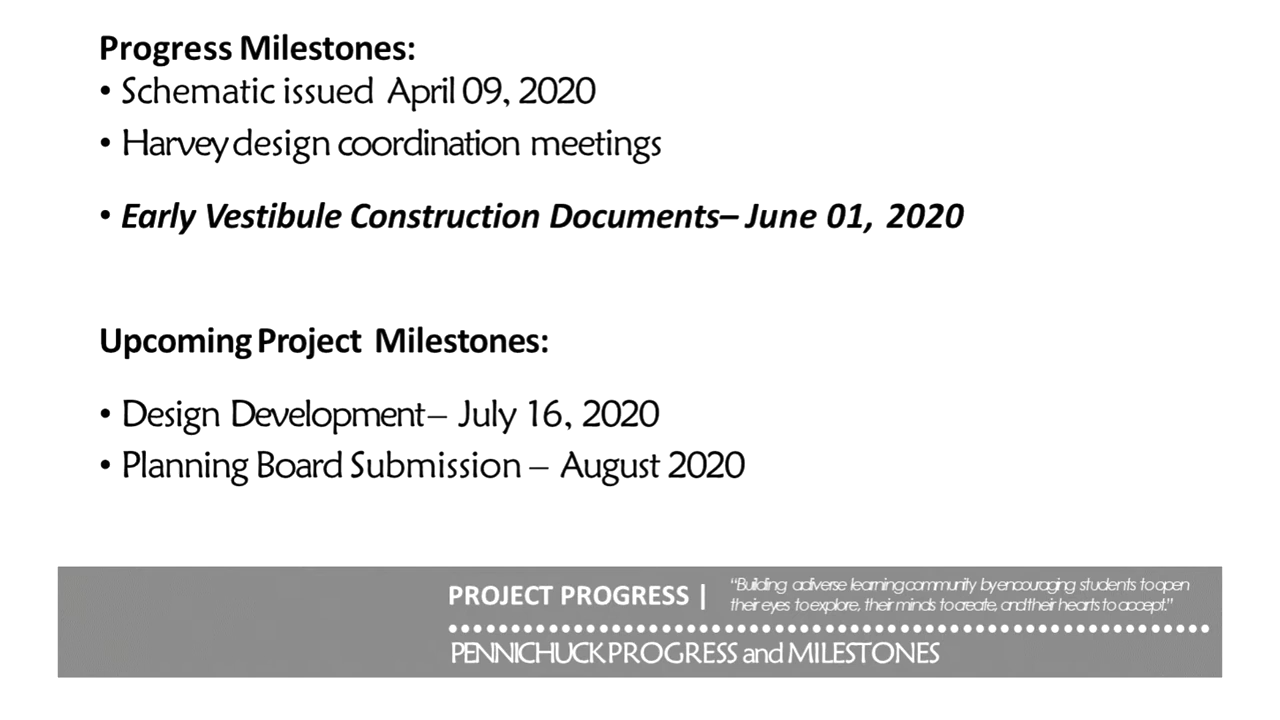 Progress Milestones:
• Schematic issued April 09, 2020
• Harvey design coordination meetings
• Early Vestibule Construction Documents– June 01, 2020
Upcoming Project Milestones:
• Design Development– July 16, 2020
• Planning Board Submission – August 2020
PROJECT PROGRESS |
“Building a diverse learning community by encouraging students to open
their eyes to explore, their minds to create, and their hearts to accept.”
PENNICHUCK PROGRESS and MILESTONES